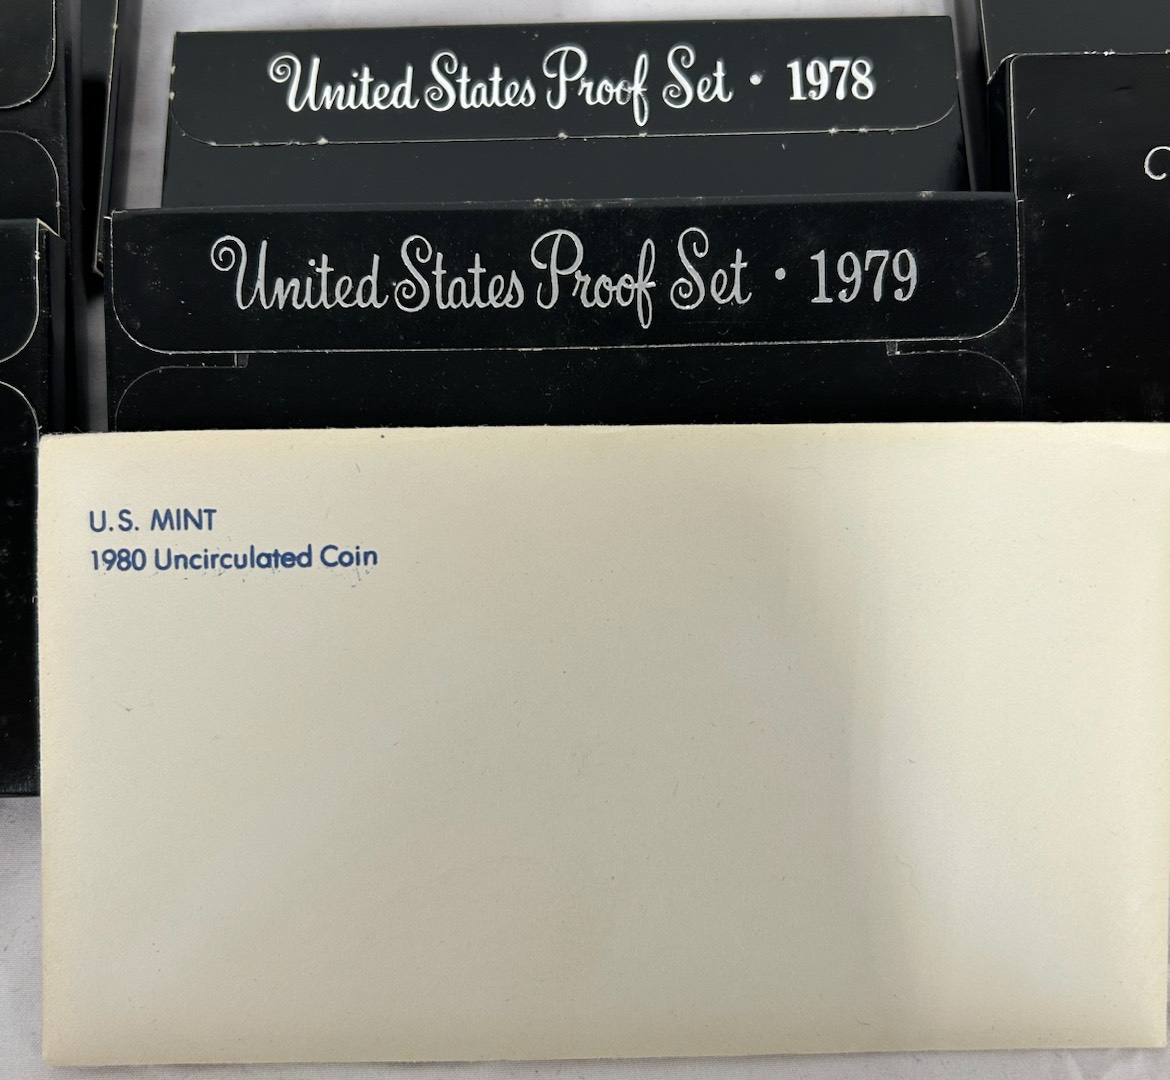 United States Proof Set · 1978
United States Proof Set · 1979
U.S. MINT
1980 Uncirculated Coin